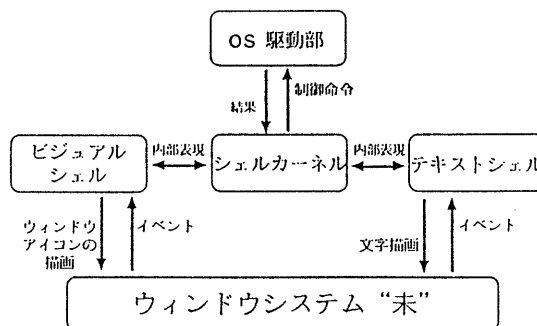 OS 駆動部
結果
制御命令
ビジュアル
シェル
内部表現
シェルカーネル
内部表現
テキストシェル
ウィンドウ
アイコンの
描画
イベント
文字描画
イベント
ウィンドウシステム “未”